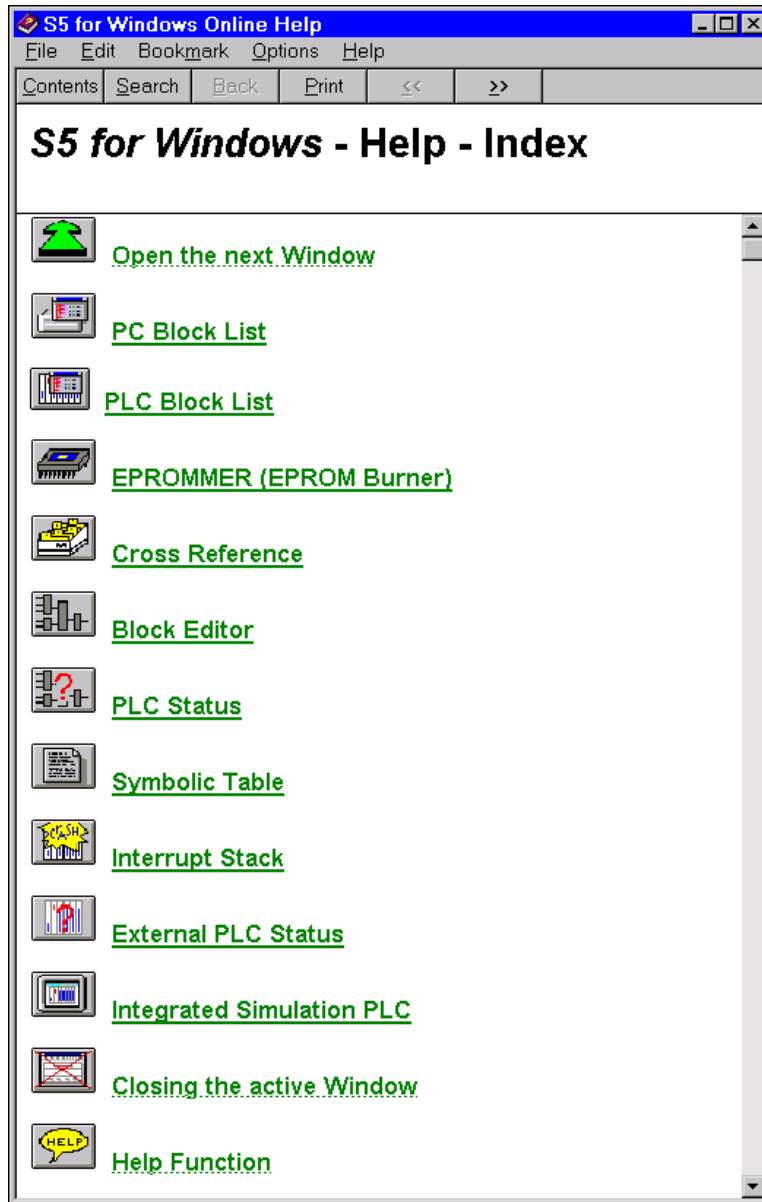 S5 for Windows Online Help
File Edit Bookmark Options Help
Contents Search Back Print << >>
S5 for Windows - Help - Index
Open the next Window
PC Block List
PLC Block List
EPROMMER (EPROM Burner)
Cross Reference
Block Editor
PLC Status
Symbolic Table
CRASH
Interrupt Stack
External PLC Status
Integrated Simulation PLC
Closing the active Window
HELP
Help Function